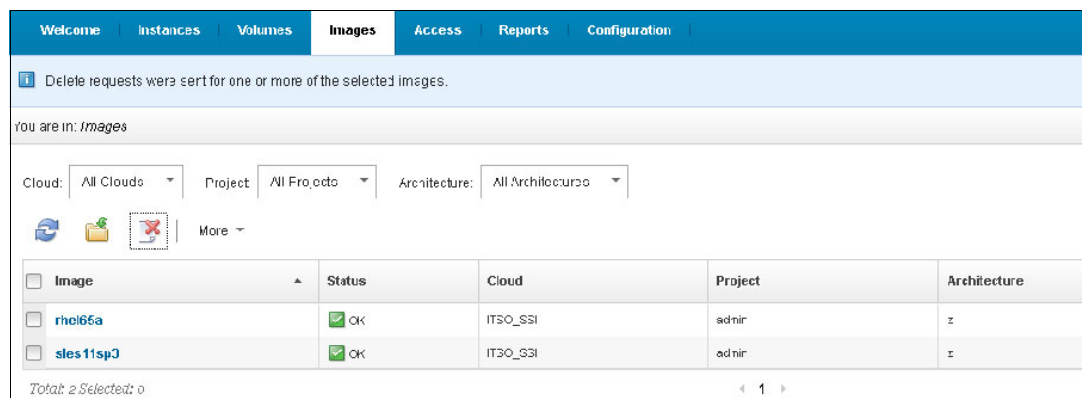 Welcome Instances Volumes Images Access Reports Configuration
Delete requests were sent for one or more of the selected images.
You are in: Images
Cloud: All Clouds Project: All Projects Architecture: All Architectures
More
Image Status Cloud Project Architecture
rhel65a OK ITSO_SSI admin z
sles11sp3 OK ITSO_SSI admin z
Total: 2 Selected: 0 1